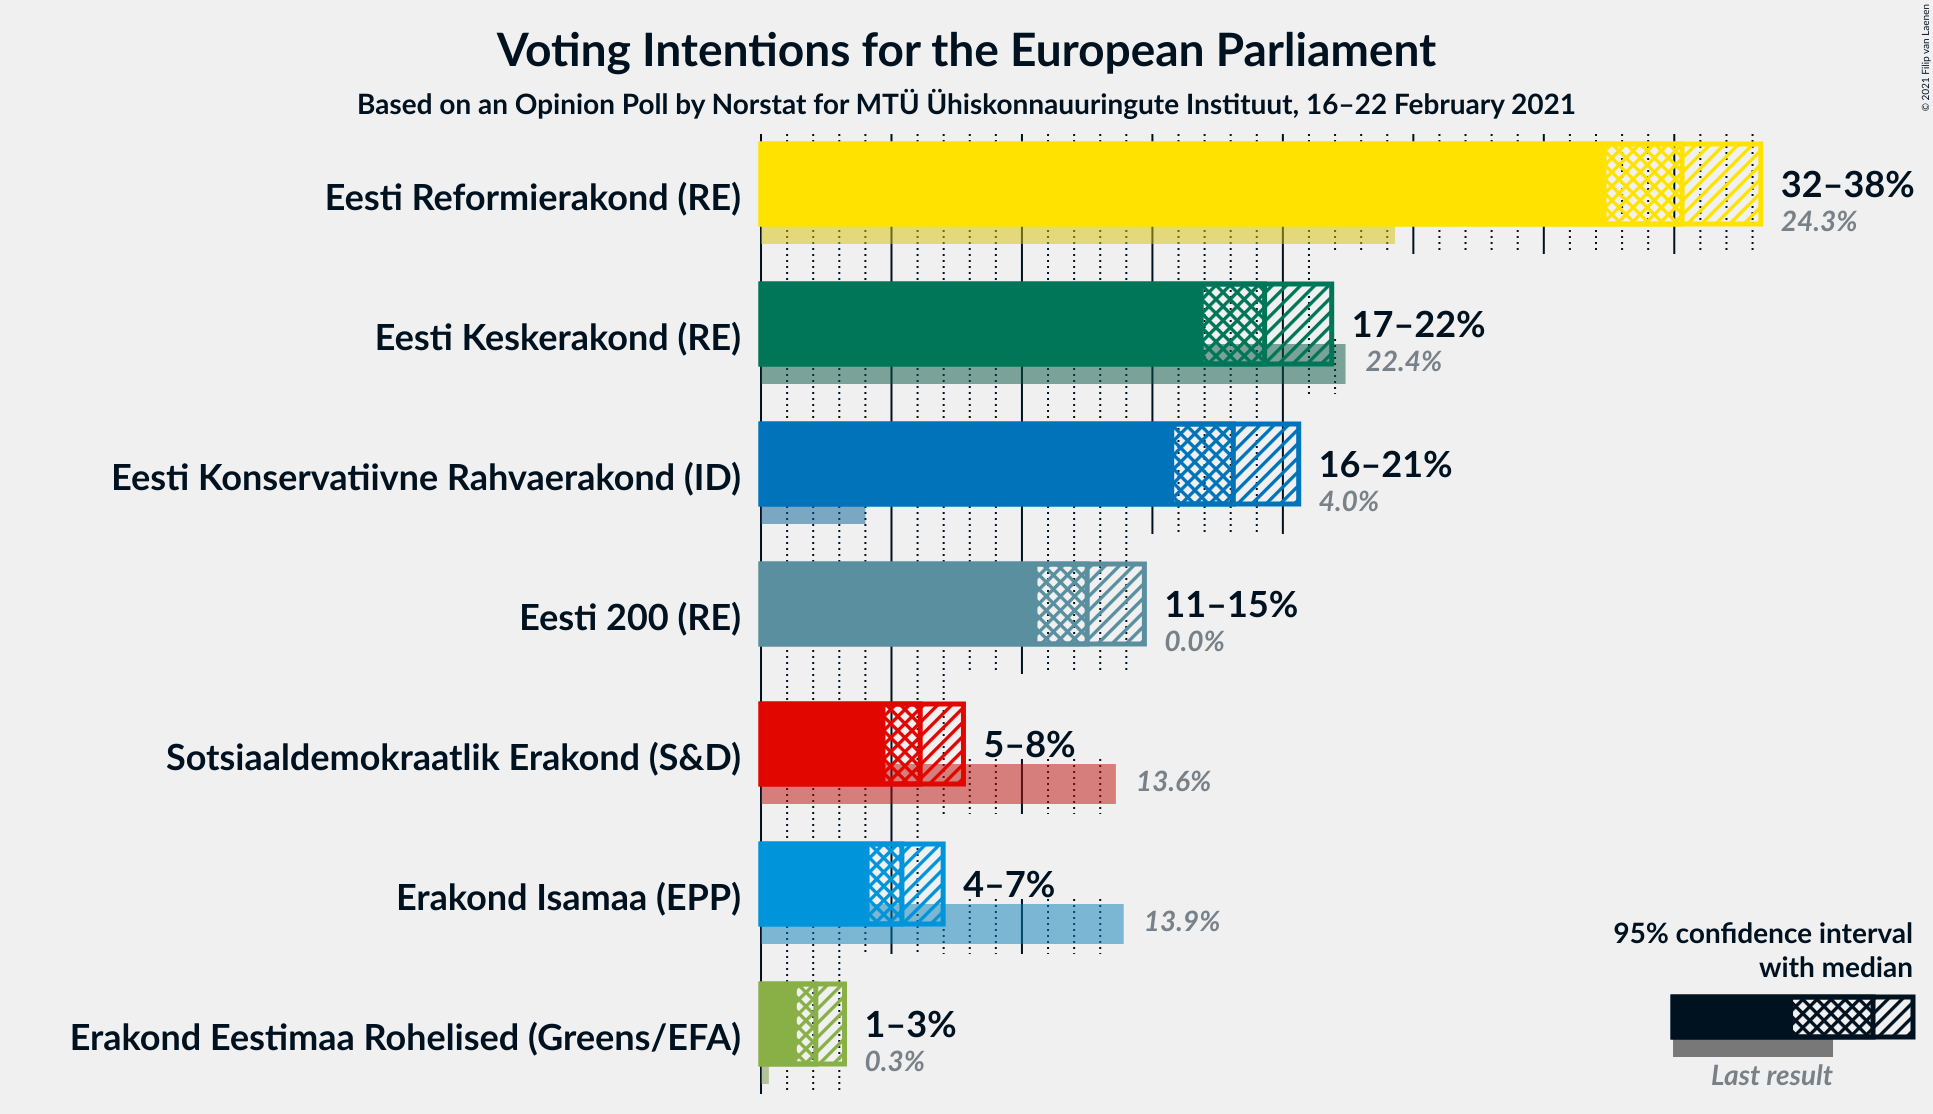 Voting Intentions for the European Parliament
Based on an Opinion Poll by Norstat for MTÜ Ühiskonnauuringute Instituut, 16–22 February 2021
© 2021 Filip van Laenen
Eesti Reformierakond (RE)
32–38%
24.3%
Eesti Keskerakond (RE)
17–22%
22.4%
Eesti Konservatiivne Rahvaerakond (ID)
16–21%
4.0%
Eesti 200 (RE)
11–15%
0.0%
Sotsiaaldemokraatlik Erakond (S&D)
5–8%
13.6%
Erakond Isamaa (EPP)
4–7%
13.9%
Erakond Eestimaa Rohelised (Greens/EFA)
1–3%
0.3%
95% confidence interval
with median
Last result